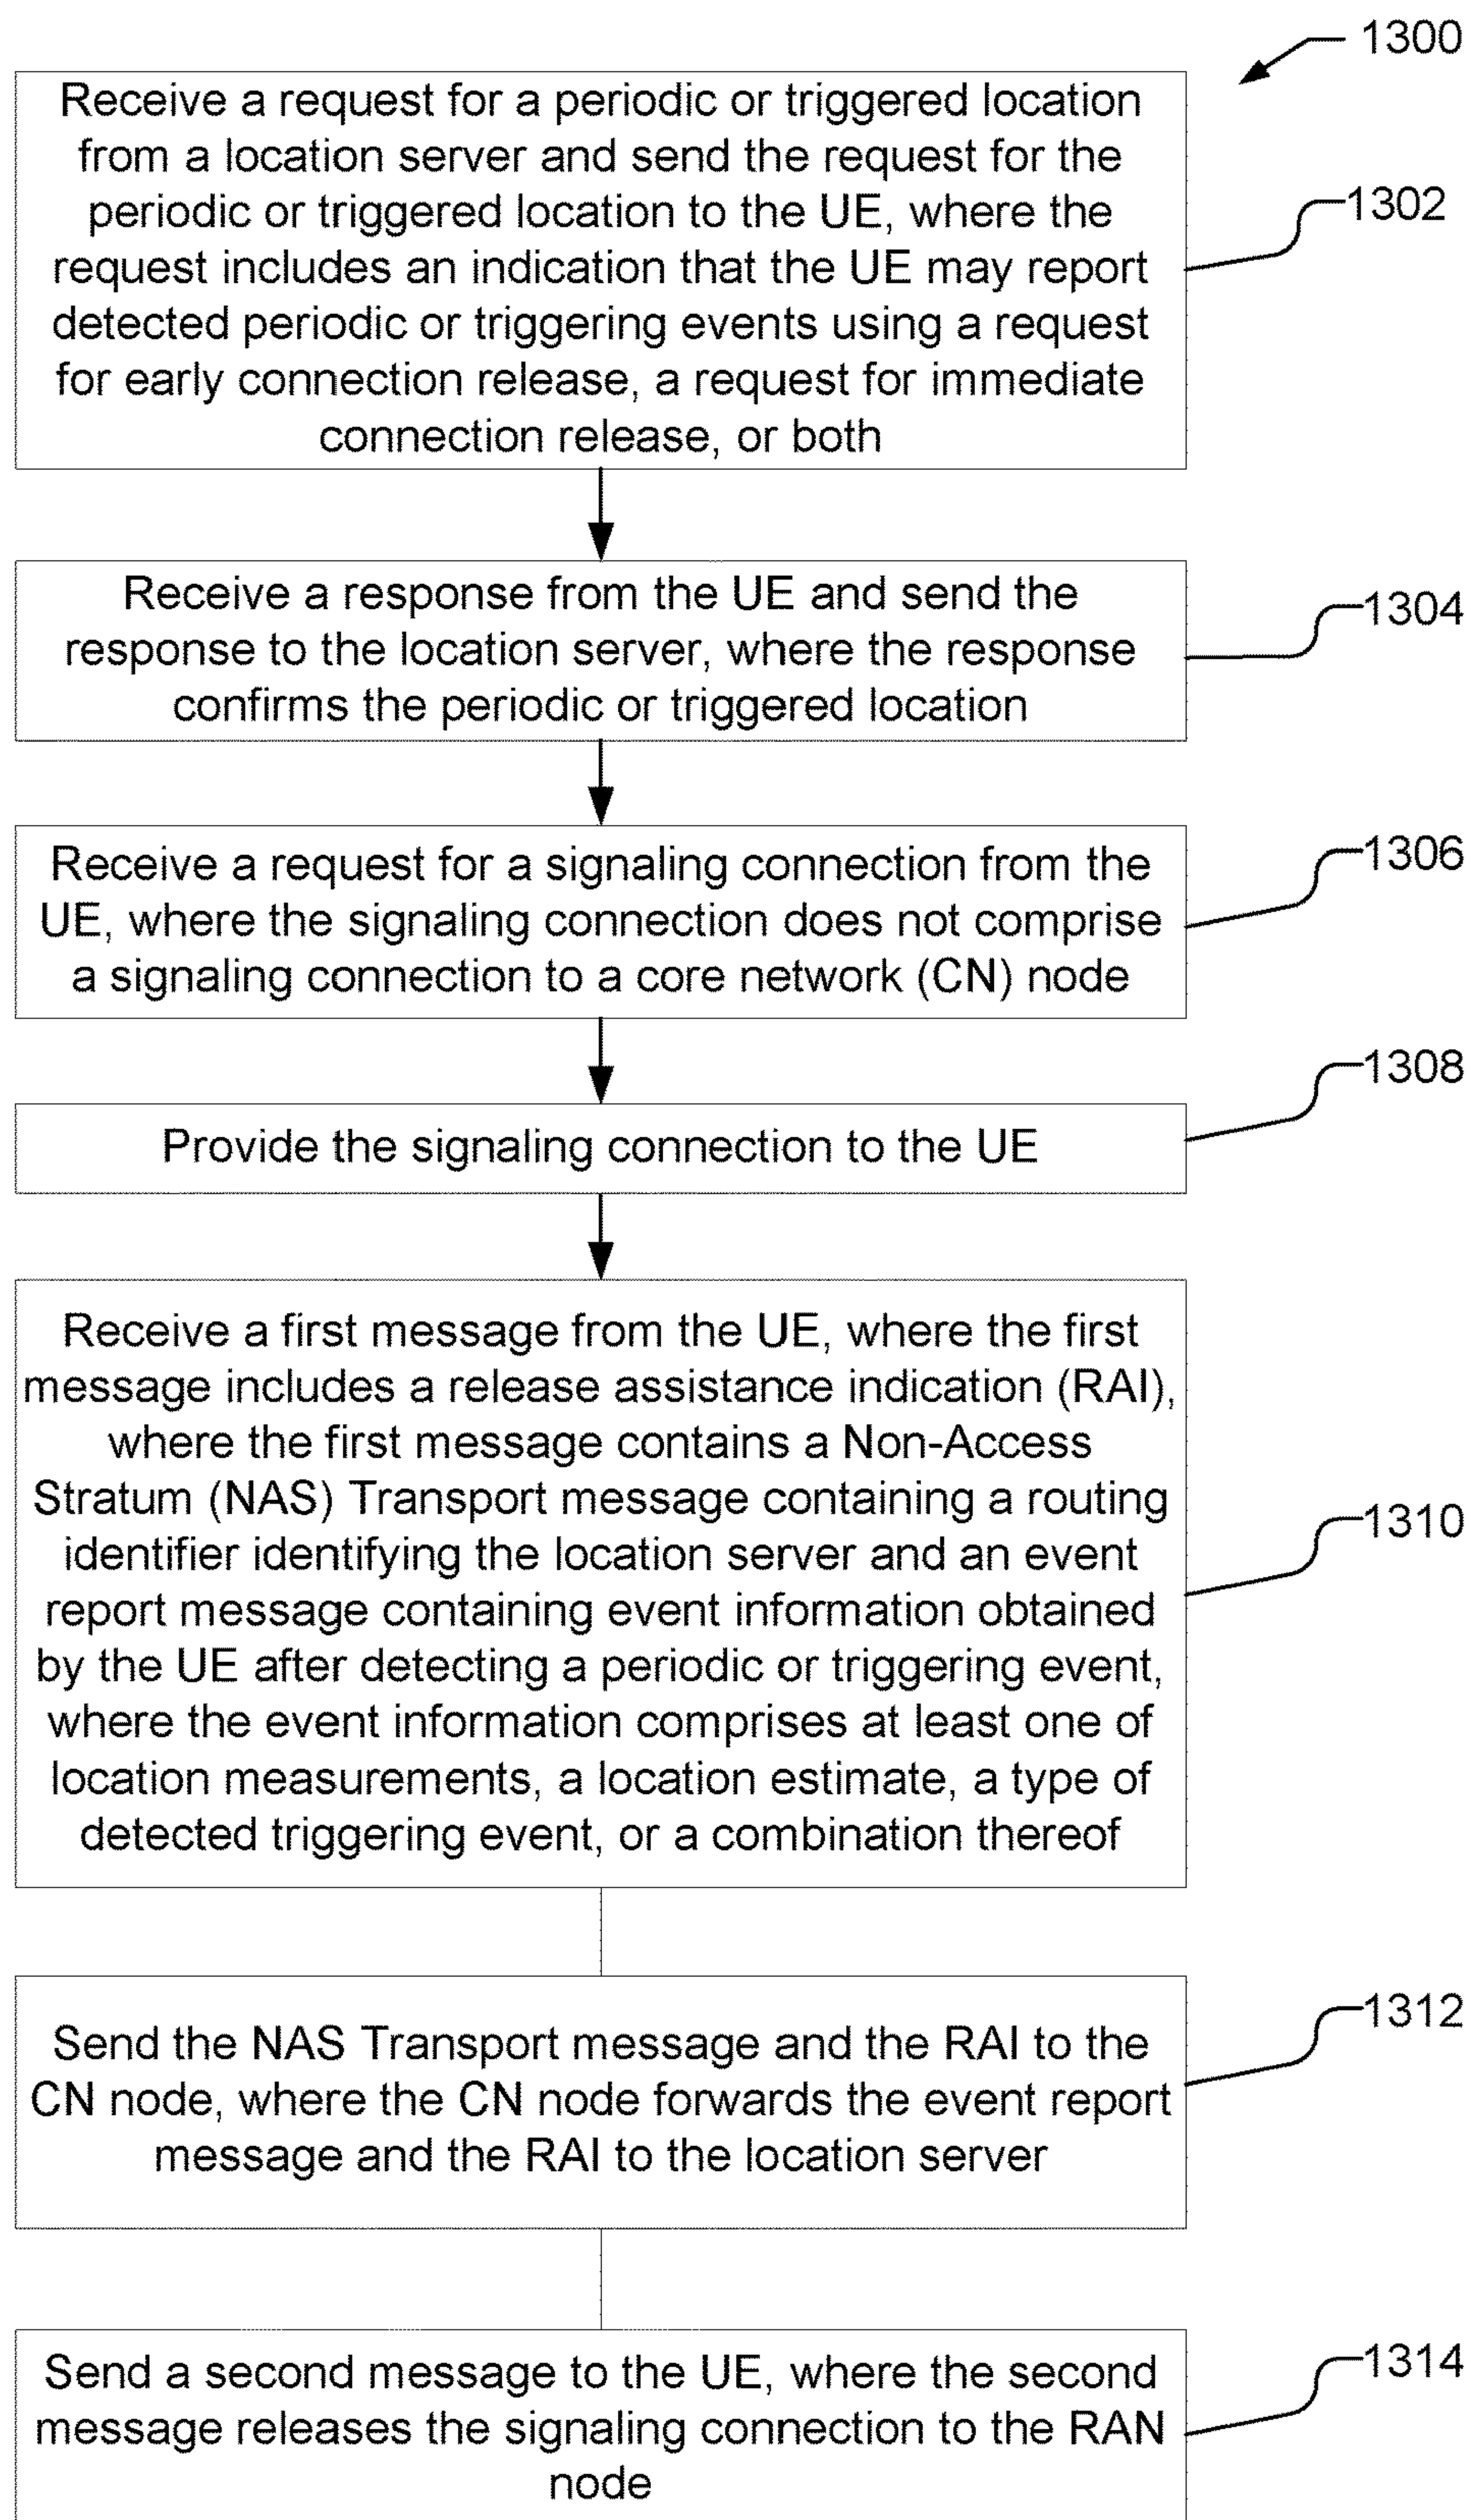 1300
Receive a request for a periodic or triggered location
from a location server and send the request for the
periodic or triggered location to the UE, where the
request includes an indication that the UE may report
detected periodic or triggering events using a request
for early connection release, a request for immediate
connection release, or both
1302
Receive a response from the UE and send the
response to the location server, where the response
confirms the periodic or triggered location
1304
Receive a request for a signaling connection from the
UE, where the signaling connection does not comprise
a signaling connection to a core network (CN) node
1306
Provide the signaling connection to the UE
1308
Receive a first message from the UE, where the first
message includes a release assistance indication (RAI),
where the first message contains a Non-Access
Stratum (NAS) Transport message containing a routing
identifier identifying the location server and an event
report message containing event information obtained
by the UE after detecting a periodic or triggering event,
where the event information comprises at least one of
location measurements, a location estimate, a type of
detected triggering event, or a combination thereof
1310
Send the NAS Transport message and the RAI to the
CN node, where the CN node forwards the event report
message and the RAI to the location server
1312
Send a second message to the UE, where the second
message releases the signaling connection to the RAN
node
1314